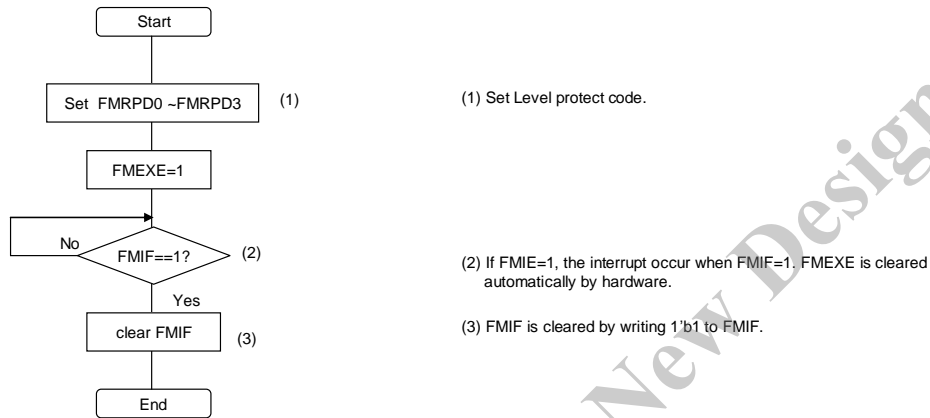 Start
Set FMRPD0 ~FMRPD3
(1)
(1) Set Level protect code.
FMEXE=1
No
FMIF==1?
(2)
(2) If FMIE=1, the interrupt occur when FMIF=1. FMEXE is cleared
automatically by hardware.
Yes
clear FMIF
(3)
(3) FMIF is cleared by writing 1'b1 to FMIF.
End
New Design